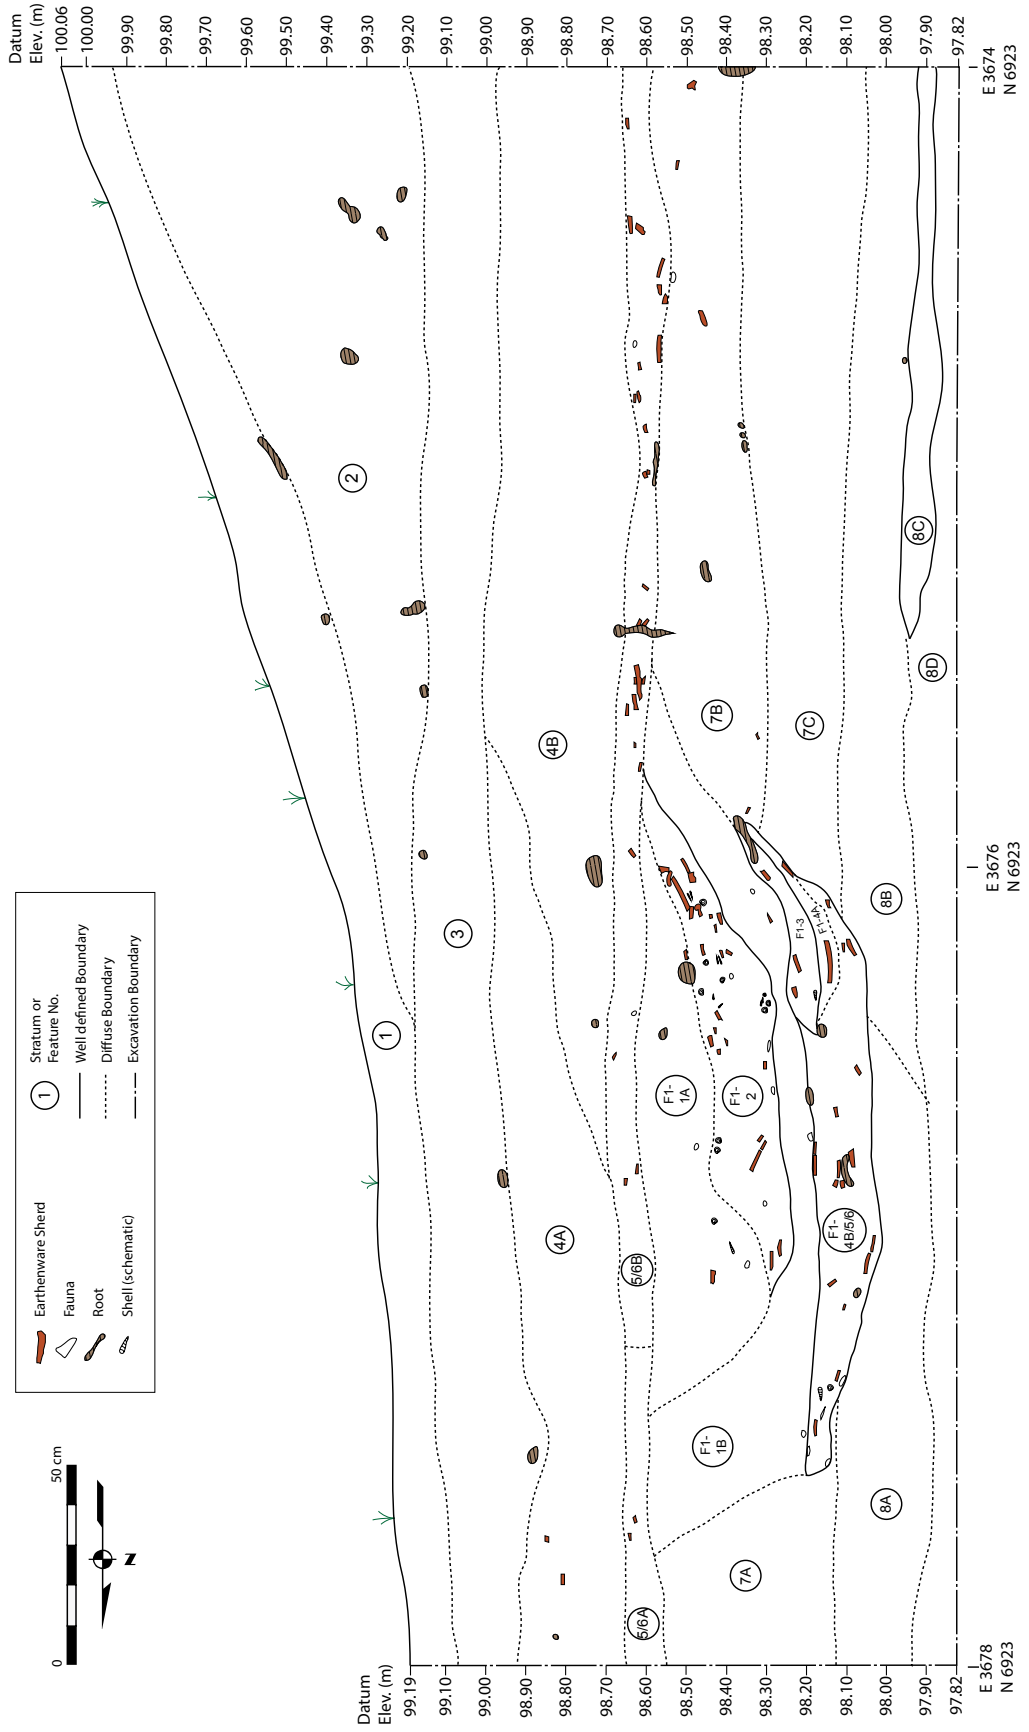 0 50 cm
N
Earthenware Sherd
Fauna
Root
Shell (schematic)
1
Stratum or
Feature No.
Well defined Boundary
Diffuse Boundary
Excavation Boundary
Datum
Elev. (m)
100.06
100.00
99.90
99.80
99.70
99.60
99.50
99.40
99.30
99.20
99.10
99.00
98.80
98.70
98.60
98.50
98.40
98.30
98.20
98.10
98.00
97.90
97.82
Datum
Elev. (m)
99.19
99.10
99.00
98.80
98.70
98.60
98.50
98.40
98.30
98.20
98.10
98.00
97.90
97.82
1
2
3
4A
4B
5/6A
5/6B
F1-
1A
F1-
1B
F1-
2
7A
7B
7C
F1-3
F1-4A
F1-
4B/5/6
8A
8B
8C
8D
E 3678
N 6923
E 3676
N 6923
E 3674
N 6923